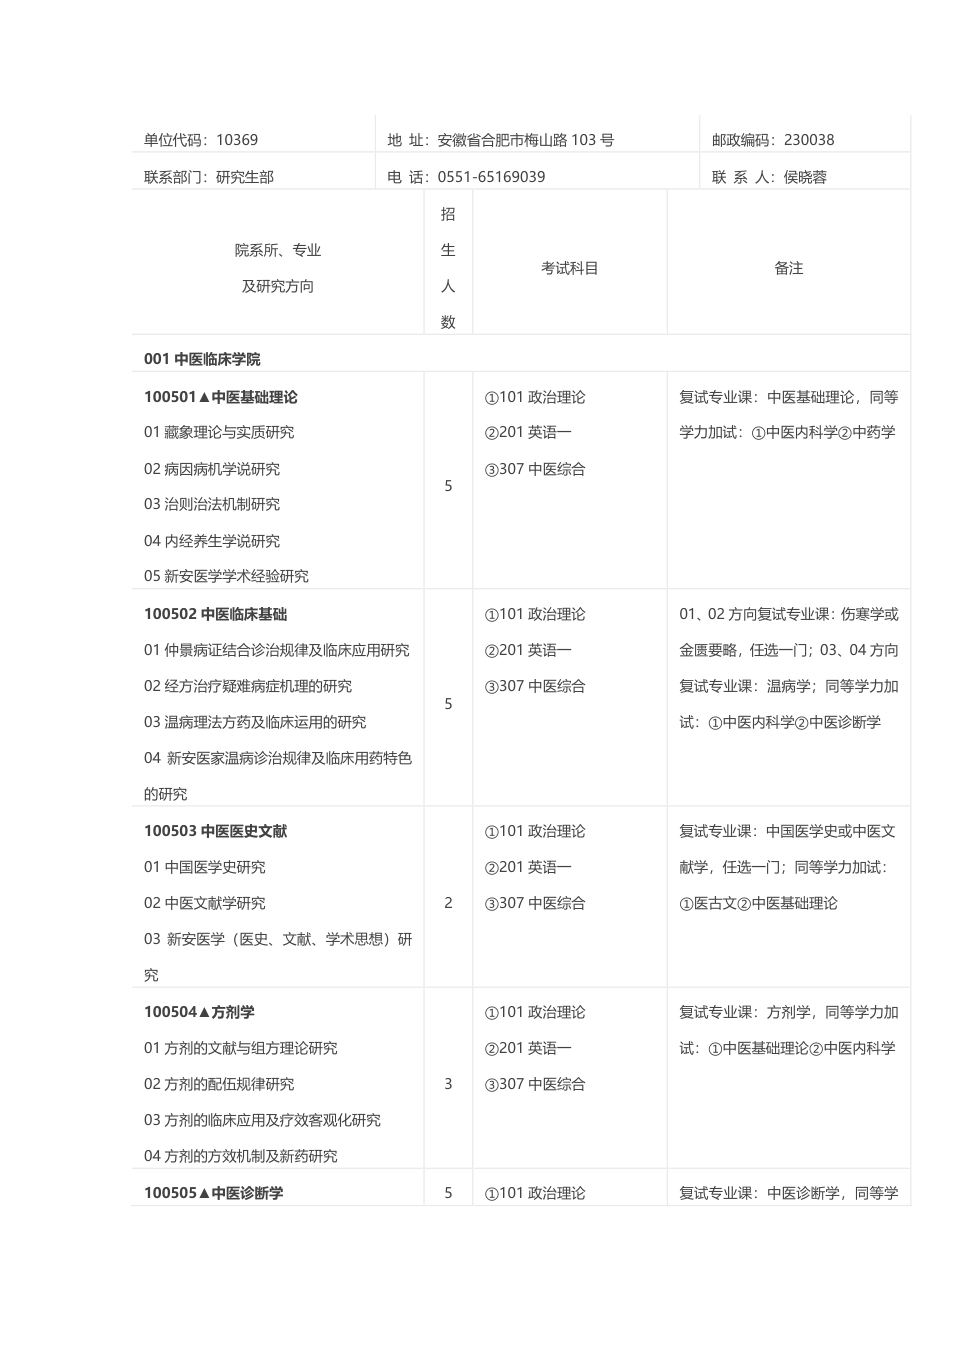 单位代码：10369 地 址：安徽省合肥市梅山路 103 号 邮政编码：230038
联系部门：研究生部 电 话：0551-65169039 联 系 人：侯晓蓉
院系所、专业
及研究方向
招
生
人
数
考试科目
备注
001 中医临床学院
100501▲中医基础理论
01 藏象理论与实质研究
02 病因病机学说研究
03 治则治法机制研究
04 内经养生学说研究
05 新安医学学术经验研究
5
①101 政治理论
②201 英语一
③307 中医综合
复试专业课：中医基础理论，同等
学力加试：①中医内科学②中药学
100502 中医临床基础
01 仲景病证结合诊治规律及临床应用研究
02 经方治疗疑难病症机理的研究
03 温病理法方药及临床运用的研究
04 新安医家温病诊治规律及临床用药特色
的研究
5
①101 政治理论
②201 英语一
③307 中医综合
01、02 方向复试专业课：伤寒学或
金匮要略，任选一门；03、04 方向
复试专业课：温病学；同等学力加
试：①中医内科学②中医诊断学
100503 中医医史文献
01 中国医学史研究
02 中医文献学研究
03 新安医学（医史、文献、学术思想）研
究
2
①101 政治理论
②201 英语一
③307 中医综合
复试专业课：中国医学史或中医文
献学，任选一门；同等学力加试：
①医古文②中医基础理论
100504▲方剂学
01 方剂的文献与组方理论研究
02 方剂的配伍规律研究
03 方剂的临床应用及疗效客观化研究
04 方剂的方效机制及新药研究
3
①101 政治理论
②201 英语一
③307 中医综合
复试专业课：方剂学，同等学力加
试：①中医基础理论②中医内科学
100505▲中医诊断学
5
①101 政治理论
复试专业课：中医诊断学，同等学